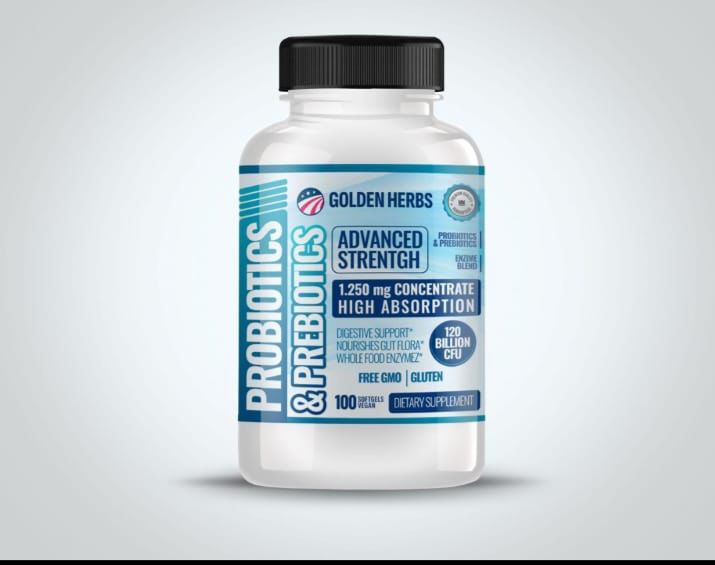 PROBIOTICS
& PREBIOTICS
GOLDEN HERBS
ADVANCED
STRENTGH
PROBIOTICS
& PREBIOTICS
ENZIME
BLEND
1.250 mg CONCENTRATE
HIGH ABSORPTION
DIGESTIVE SUPPORT*
NOURISHES GUT FLORA*
WHOLE FOOD ENZYMEZ*
120
BILLION
CFU
FREE GMO | GLUTEN
100 SOFTGELS
VEGAN
DIETARY SUPPLEMENT